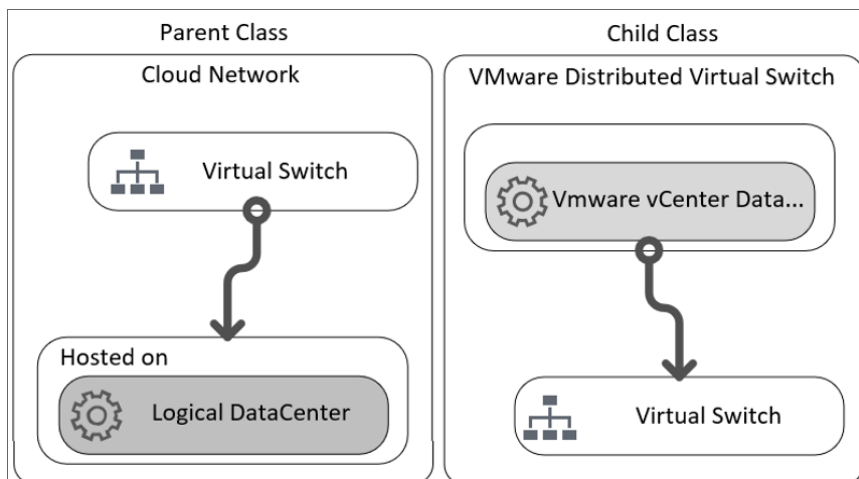 Parent Class
Cloud Network
Virtual Switch
Hosted on
Logical DataCenter
Child Class
VMware Distributed Virtual Switch
Vmware vCenter Data...
Virtual Switch